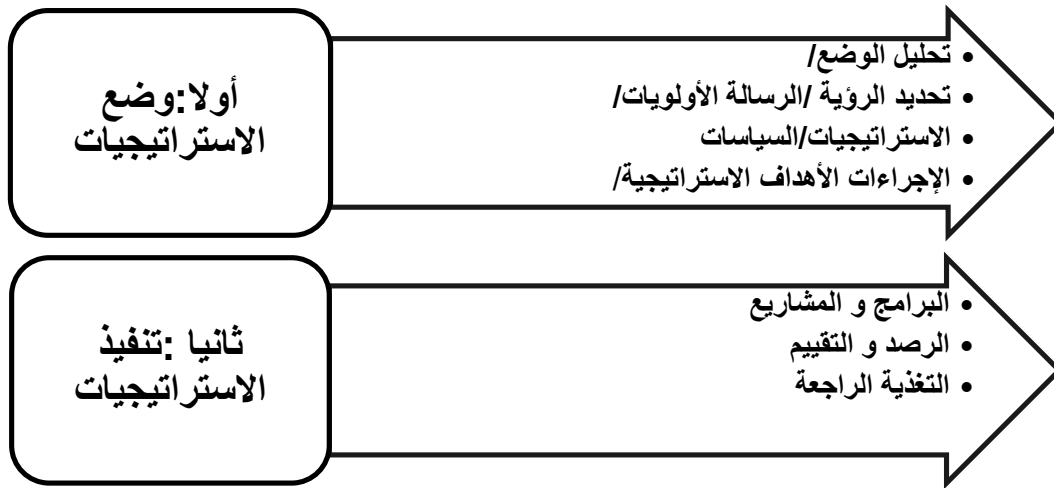 أولا:وضع
الاستراتيجيات
• تحليل الوضع/
• تحديد الرؤية /الرسالة الأولويات/
• الاستراتيجيات/السياسات
• الإجراءات الأهداف الاستراتيجية/
ثانيا :تنفيذ
الاستراتيجيات
• البرامج و المشاريع
• الرصد و التقييم
• التغذية الراجعة